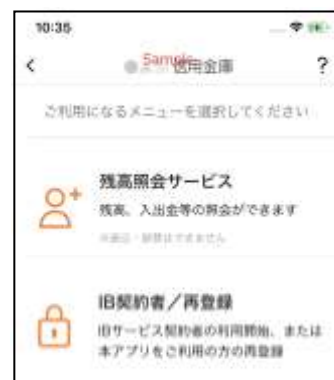 10:35
Sample
信用金庫 ?
ご利用になるメニューを選択してください
残高照会サービス
残高、入出金等の照会ができます
IB契約者／再登録
IBサービス契約者の利用開始、または
本アプリをご利用の方の再登録